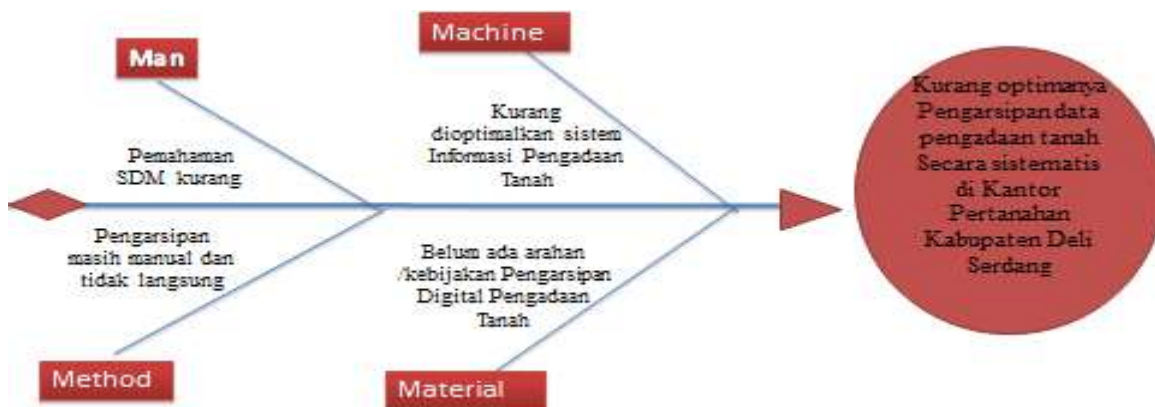 Man
Machine
Pemahaman
SDM kurang
Kurang
dioptimalkan sistem
Informasi Pengadaan
Tanah
Pengarsipan
masih manual dan
tidak langsung
Belum ada arahan
/kebijakan Pengarsipan
Digital Pengadaan
Tanah
Method
Material
Kurang optimanya
Pengarsipan data
pengadaan tanah
Secara sistematis
di Kantor
Pertanahan
Kabupaten Deli
Serdang